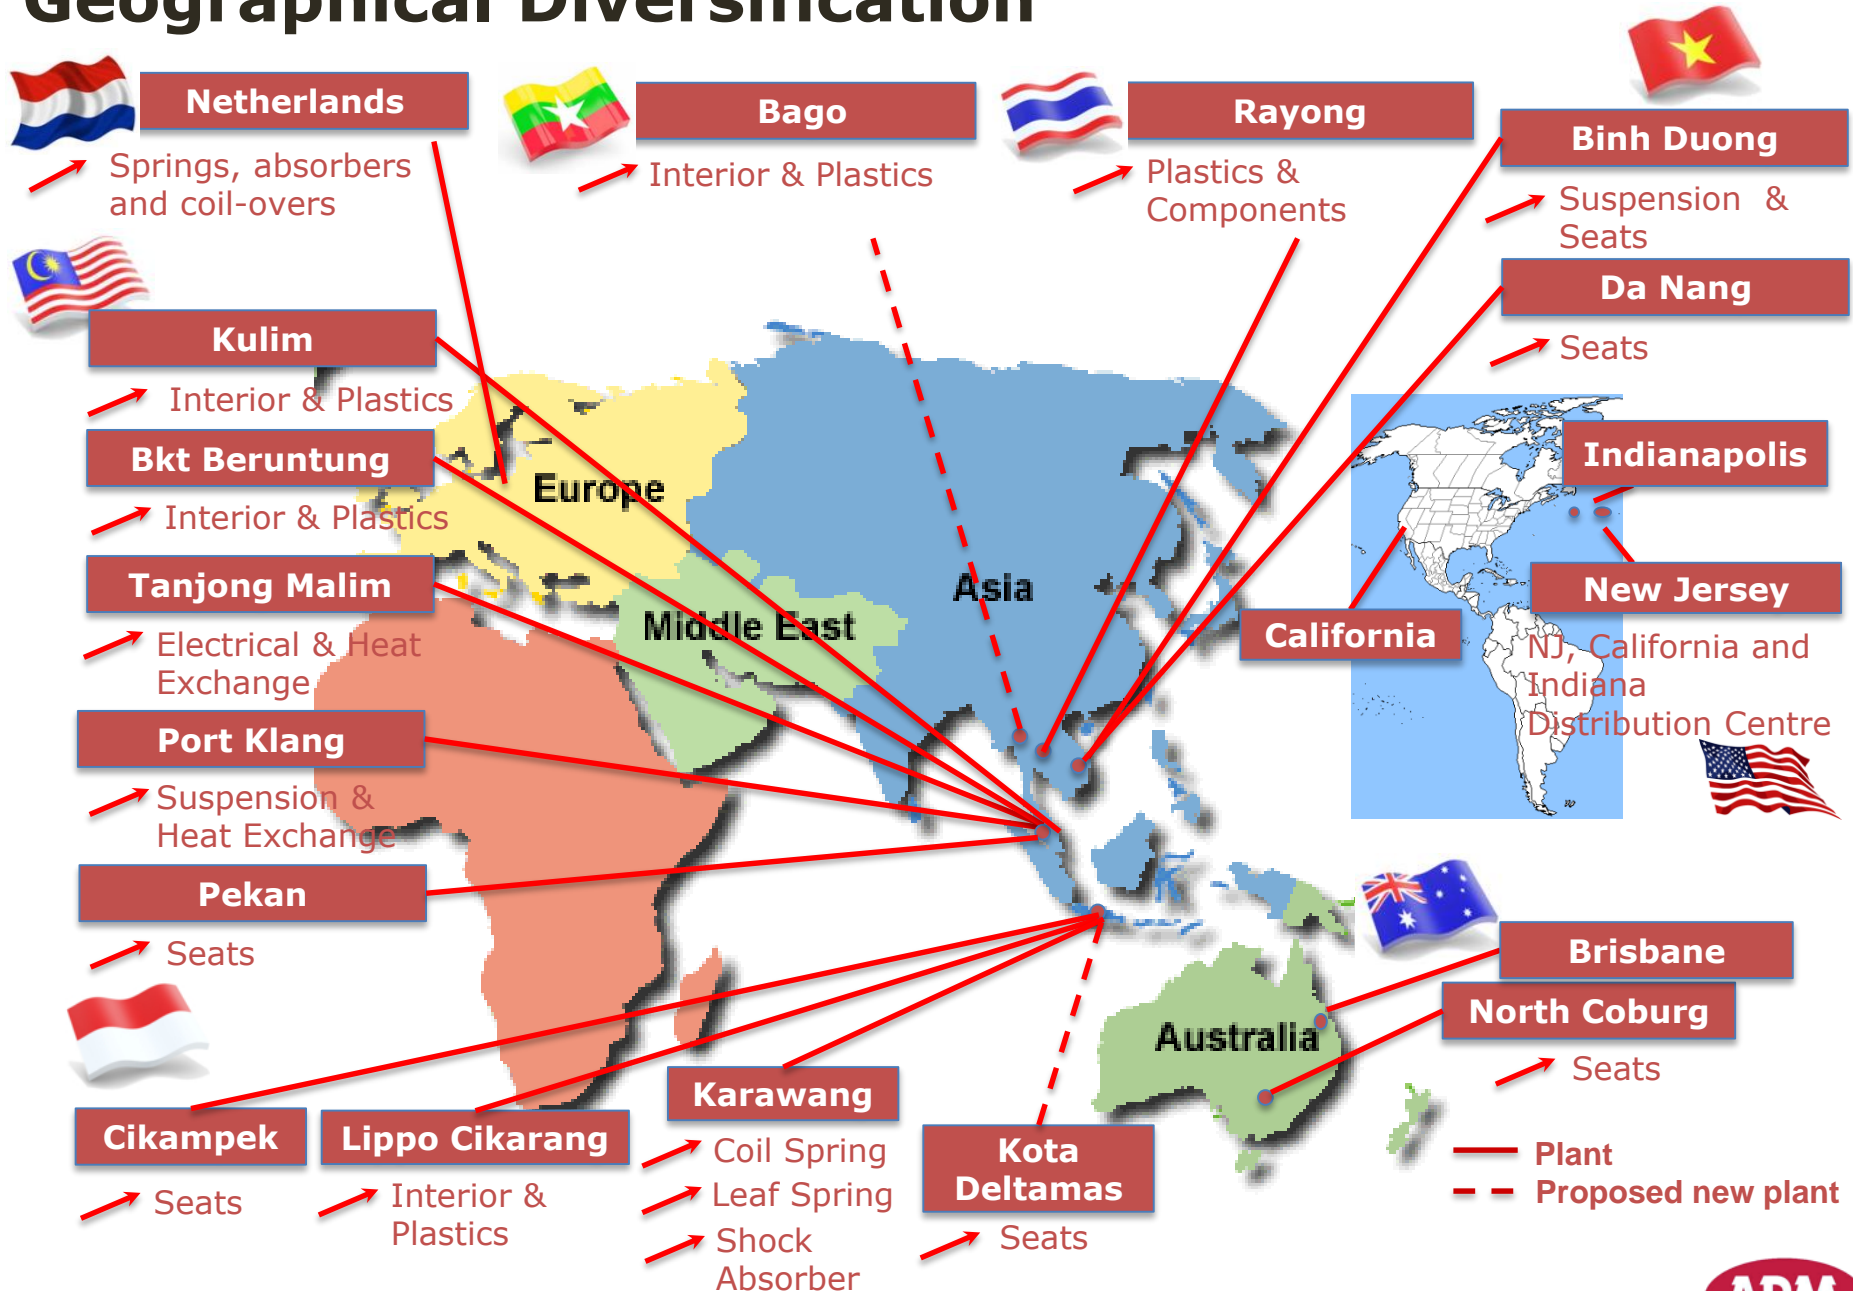 Geographical Diversification
Netherlands
Springs, absorbers
and coil-overs
Bago
Interior & Plastics
Rayong
Plastics &
Components
Binh Duong
Suspension &
Seats
Da Nang
Seats
Kulim
Interior & Plastics
Bkt Beruntung
Interior & Plastics
Tanjong Malim
Electrical & Heat
Exchange
Port Klang
Suspension &
Heat Exchange
Pekan
Seats
Europe
Middle East
Asia
Australia
Indianapolis
New Jersey
California
NJ, California and
Indiana
Distribution Centre
Brisbane
North Coburg
Seats
Cikampek
Seats
Lippo Cikarang
Interior &
Plastics
Karawang
Coil Spring
Leaf Spring
Shock
Absorber
Kota
Deltamas
Seats
Plant
Proposed new plant
APM